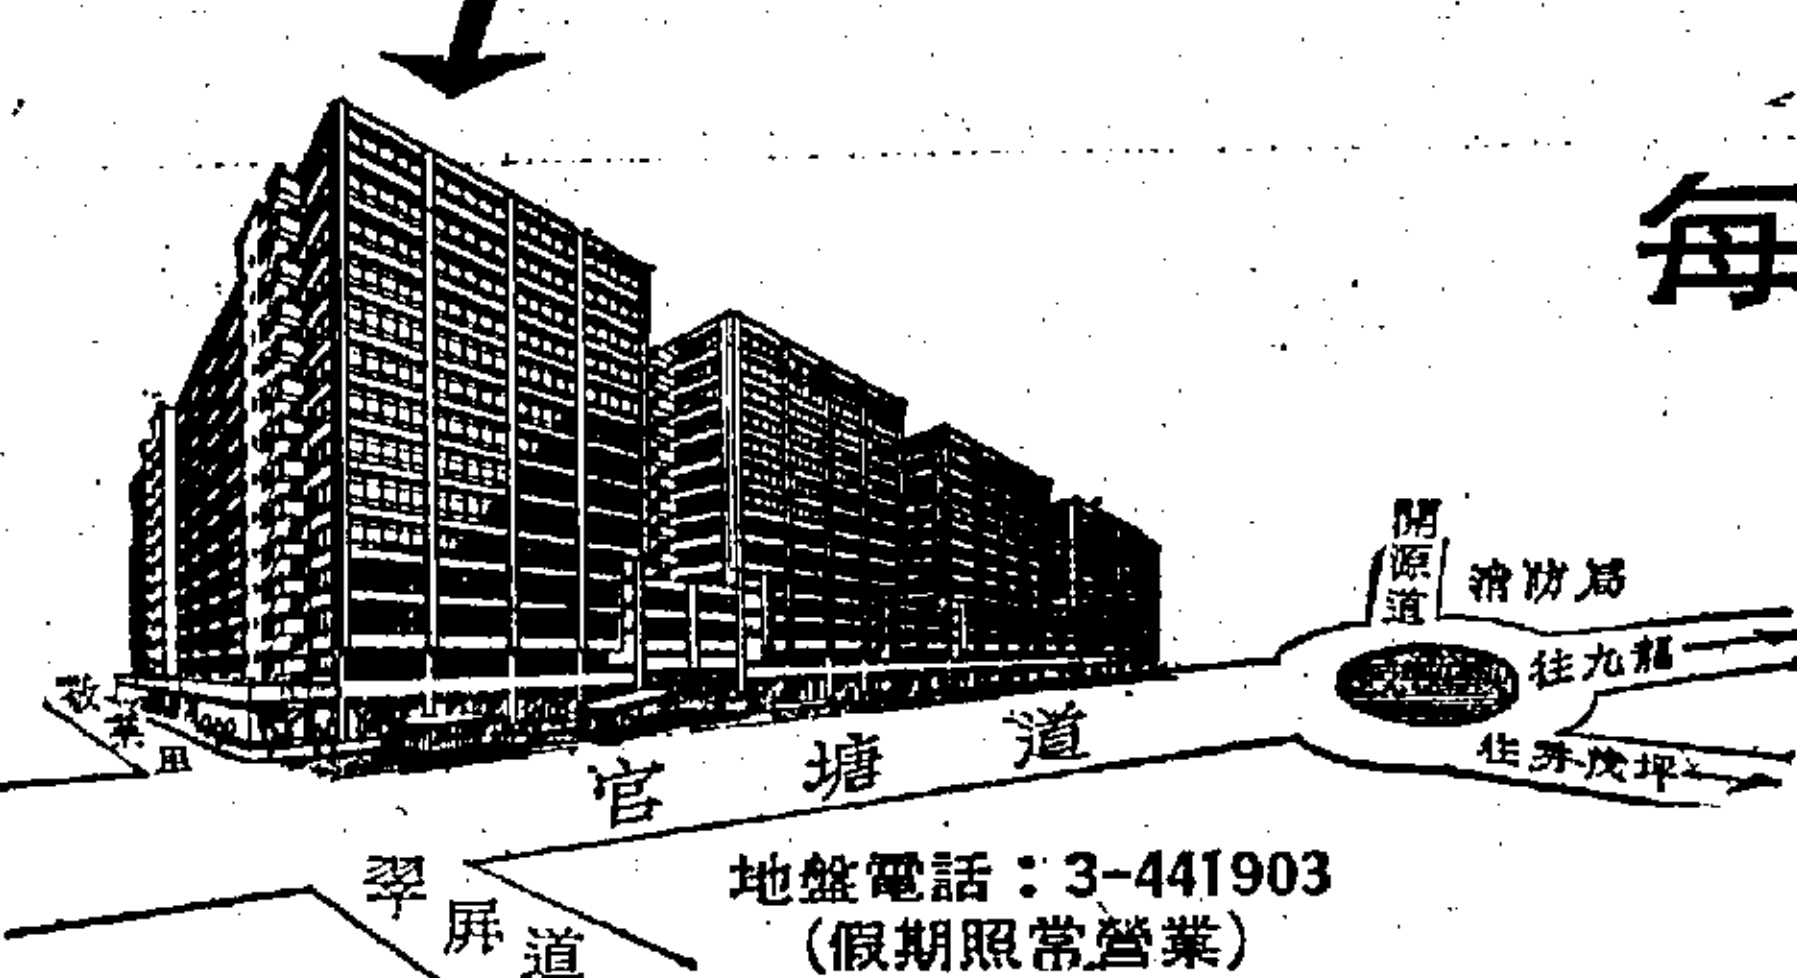 每
開源道
消防局
往九龍
敬業里
官塘道
往秀茂坪
翠屏道
地盤電話：3-441903
(假期照常營業)